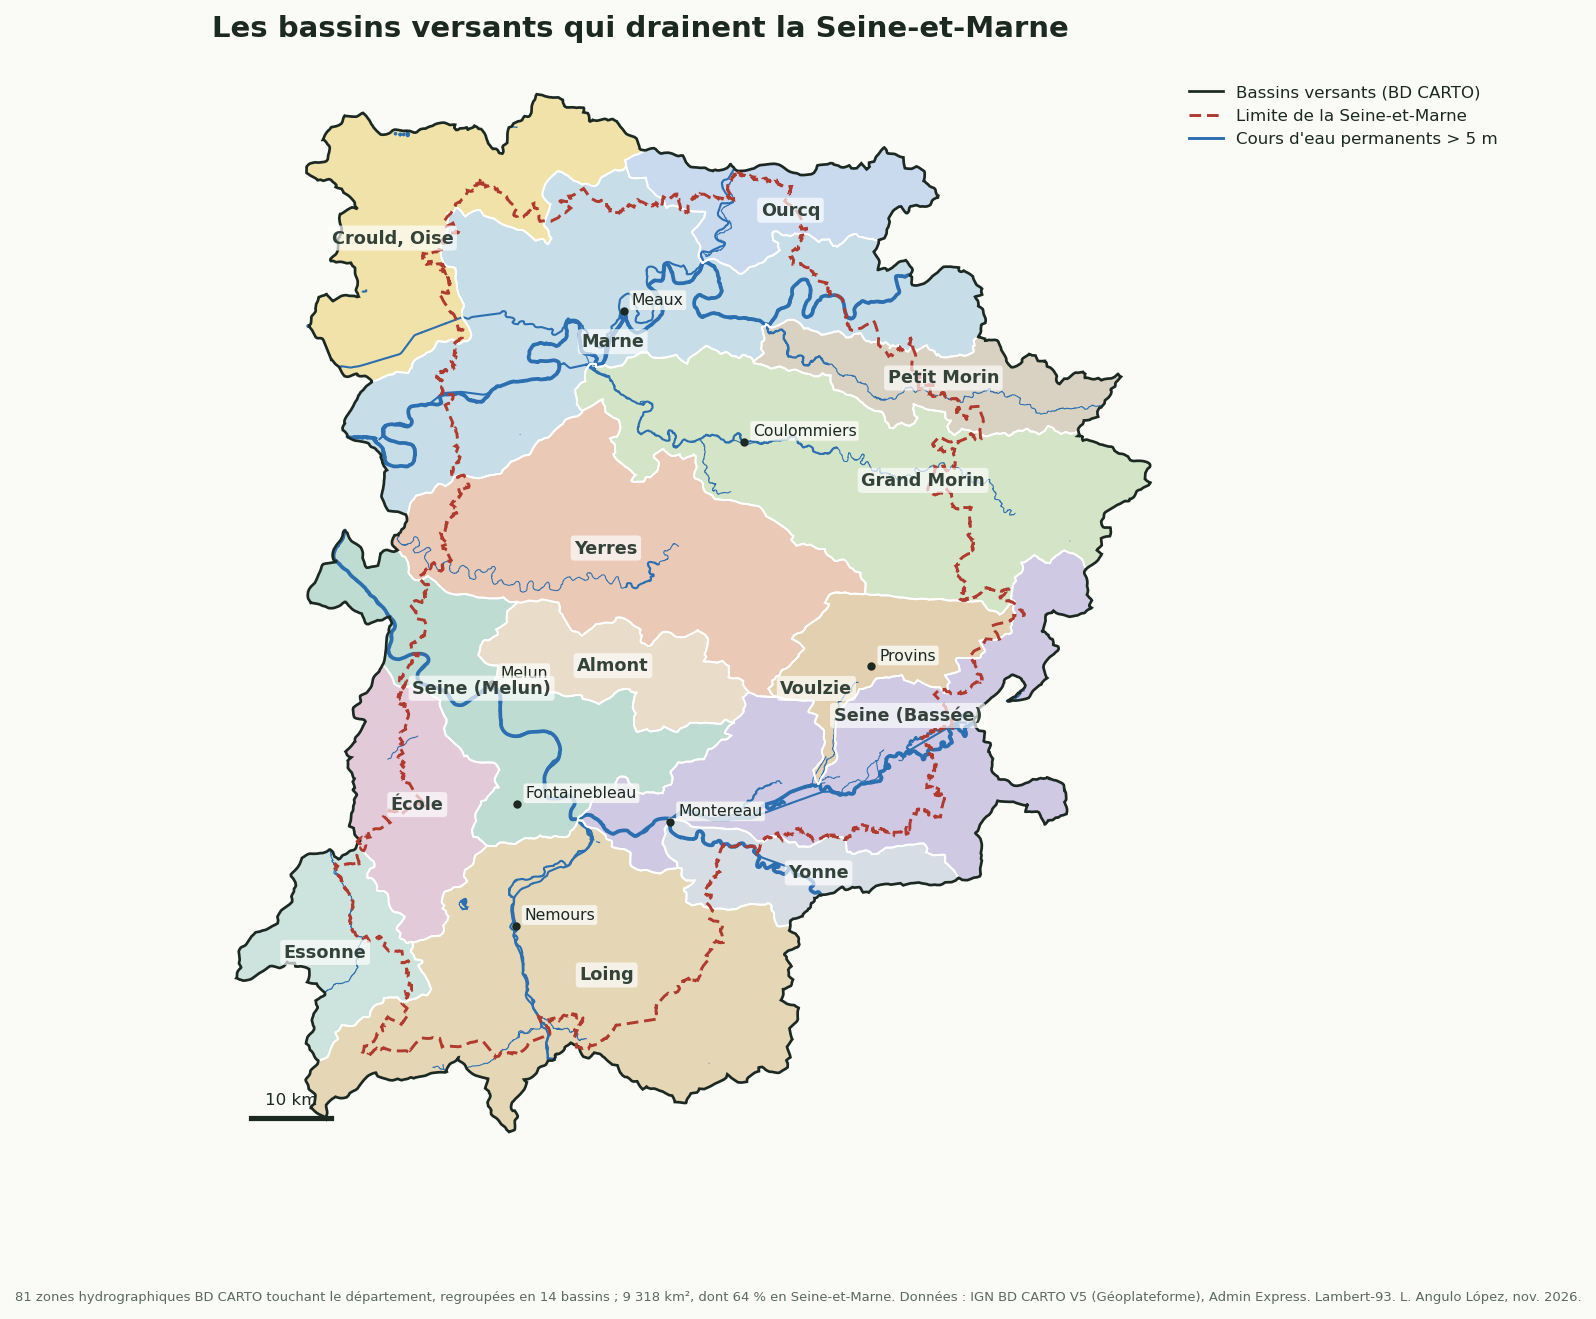 Les bassins versants qui drainent la Seine-et-Marne
Bassins versants (BD CARTO)
Limite de la Seine-et-Marne
Cours d'eau permanents > 5 m
Ourcq
Crould, Oise
Meaux
Marne
Petit Morin
Coulommiers
Grand Morin
Yerres
Provins
Almont
Melun
Seine (Melun)
Voulzie
Seine (Bassée)
Fontainebleau
École
Montereau
Yonne
Nemours
Essonne
Loing
10 km
81 zones hydrographiques BD CARTO touchant le département, regroupées en 14 bassins ; 9 318 km², dont 64 % en Seine-et-Marne. Données : IGN BD CARTO V5 (Géoplateforme), Admin Express. Lambert-93. L. Angulo López, nov. 2026.